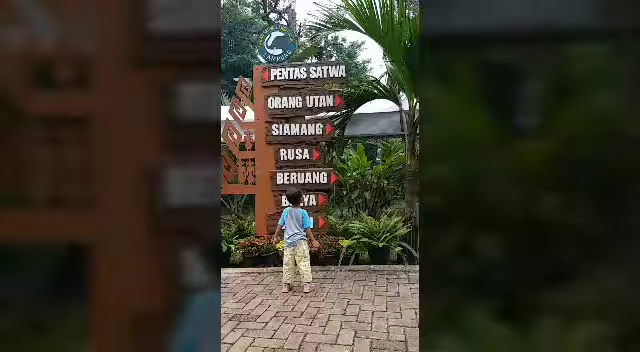 PENTAS SATWA
ORANG UTAN
SIAMANG
RUSA
BERUANG